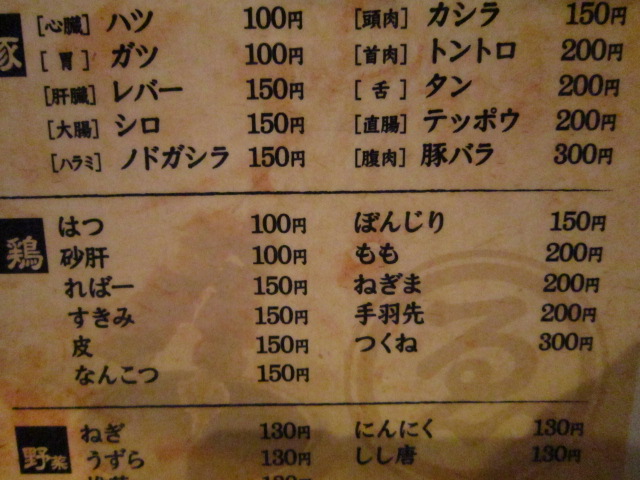 豚
[心臓] ハツ 100円
[胃] ガツ 100円
[肝臓] レバー 150円
[大腸] シロ 150円
[ハラミ] ノドガシラ 150円
[頭肉] カシラ 150円
[首肉] トントロ 200円
[舌] タン 200円
[直腸] テッポウ 200円
[腹肉] 豚バラ 300円
鶏
はつ 100円
砂肝 100円
ればー 150円
すきみ 150円
皮 150円
なんこつ 150円
ぼんじり 150円
もも 200円
ねぎま 200円
手羽先 200円
つくね 300円
野菜
ねぎ 130円
うずら 130円
にんにく 130円
しし唐 130円